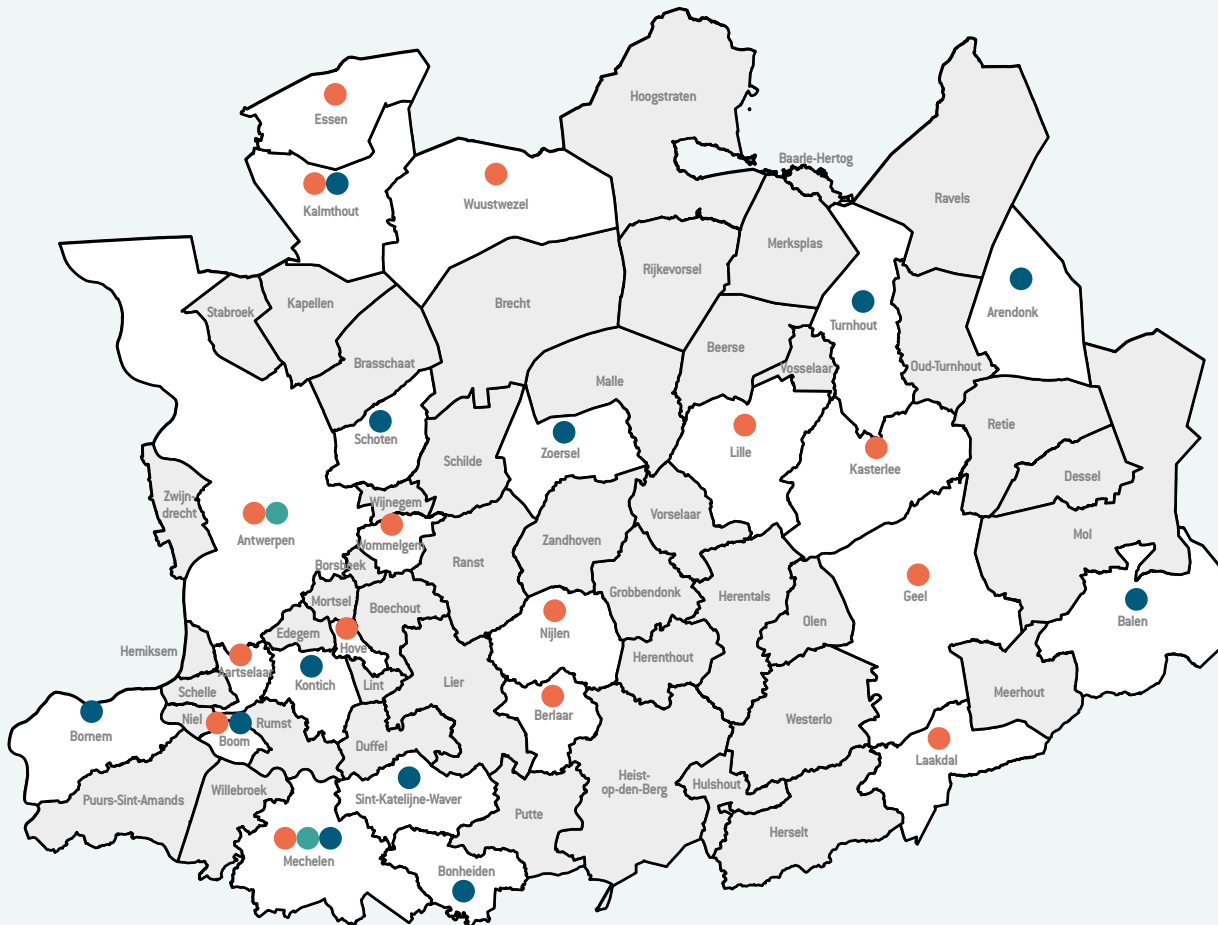 Hoogstraten
Essen
Baarle-Hertog
Ravels
Kalmthout
Wuustwezel
Merksplas
Rijkevorsel
Kapellen
Brecht
Stabroek
Arendonk
Turnhout
Beerse
Brasschaat
Vosselaar
Oud-Turnhout
Malle
Retie
Schoten
Zoersel
Lille
Schilde
Kasterlee
Dessel
Zwijn-
drecht
Wijnegem
Vorselaar
Mol
Antwerpen
Wommelgem
Zandhoven
Borsbeek
Ranst
Grobbendonk
Herentals
Geel
Mortsel
Boechout
Balen
Olen
Edegem
Nijlen
Hemiksem
Hove
Herenthout
Aartselaar
Kontich
Lint
Lier
Schelle
Meerhout
Berlaar
Niel
Rumst
Westerlo
Bornem
Boom
Duffel
Laakdal
Willebroek
Heist-
op-den-Berg
Hulshout
Puurs-Sint-Amands
Sint-Katelijne-Waver
Putte
Herselt
Mechelen
Bonheiden